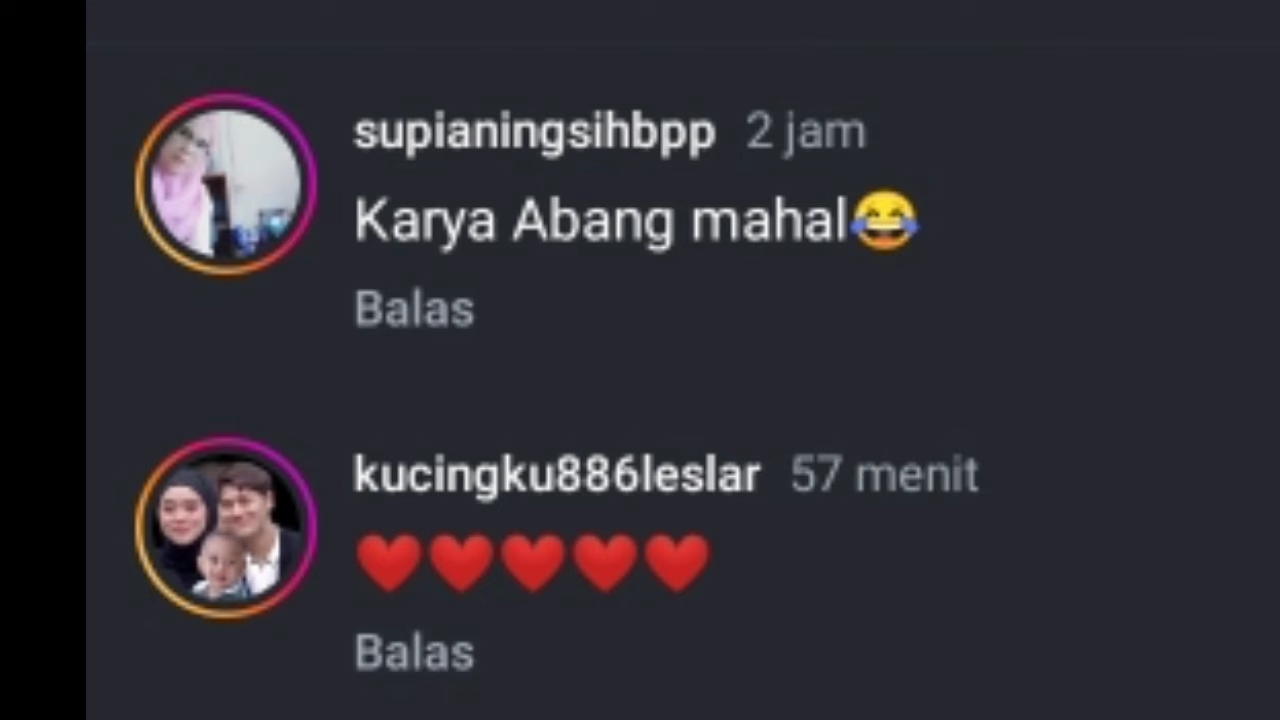 supianingsihbpp 2 jam
Karya Abang mahal😂
Balas
kucingku886leslar 57 menit
❤️❤️❤️❤️❤️
Balas